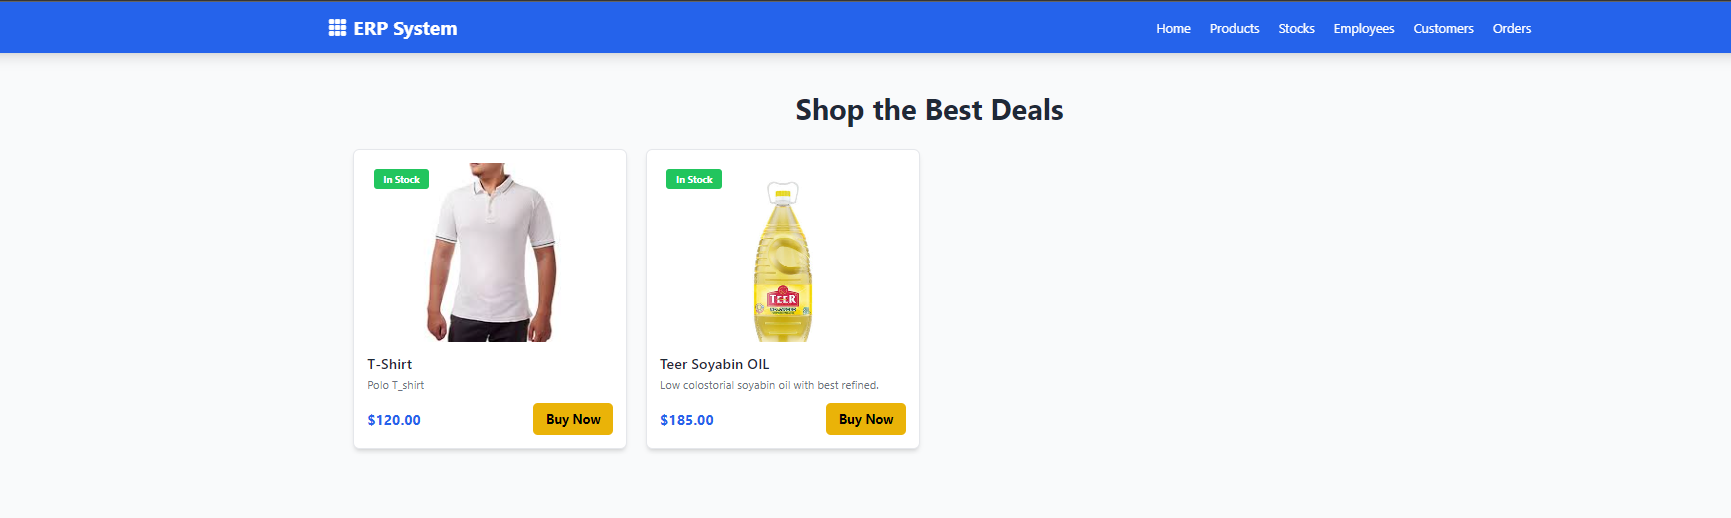 ERP System
Home Products Stocks Employees Customers Orders
Shop the Best Deals
In Stock
TEER
T-Shirt
Polo T_shirt
$120.00 Buy Now
In Stock
Teer Soyabin OIL
Low colostorial soyabin oil with best refined.
$185.00 Buy Now